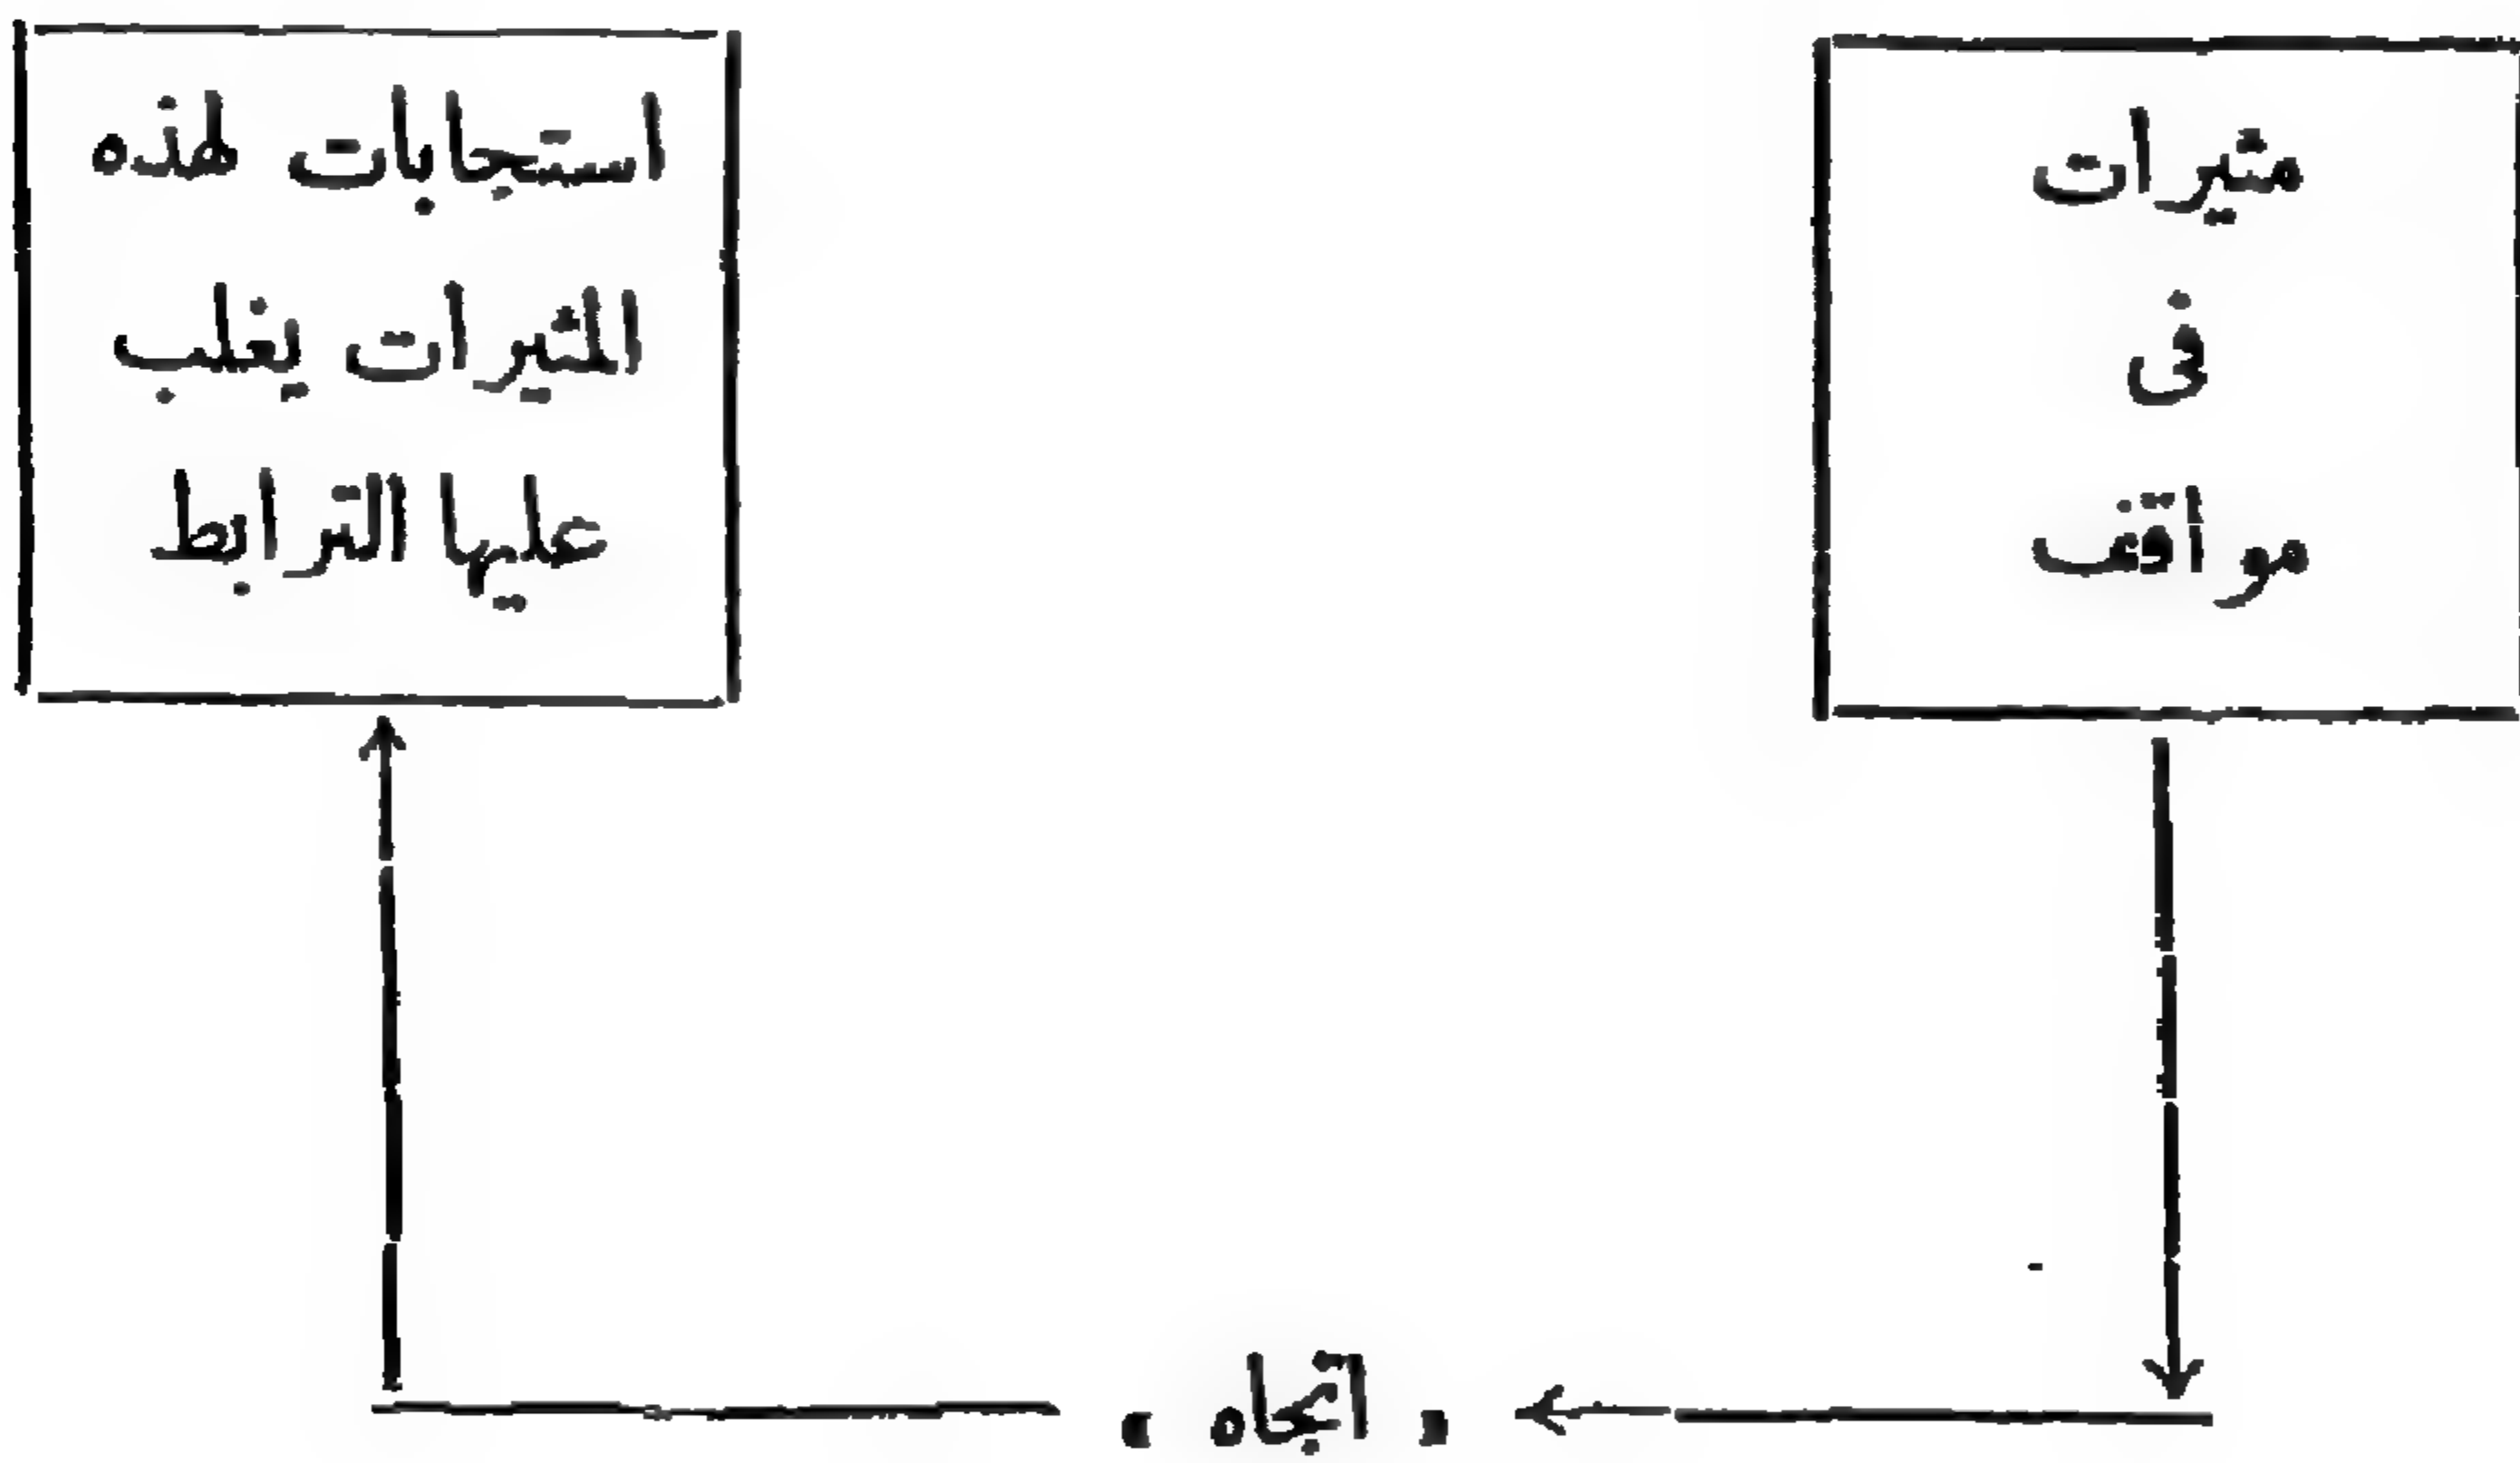 مثيرات
فى
مواقف
استجابات لهذه
المثيرات يغلب
عليها الترابط
« اتجاه »